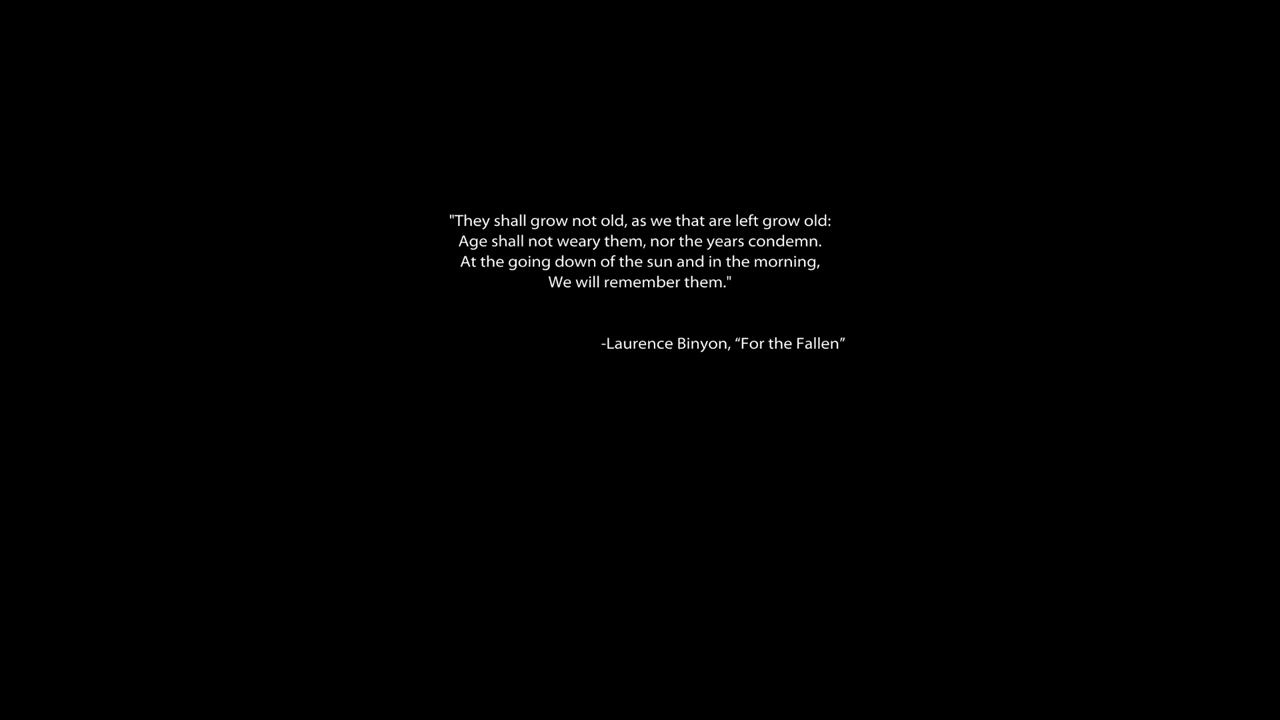 "They shall grow not old, as we that are left grow old:
Age shall not weary them, nor the years condemn.
At the going down of the sun and in the morning,
We will remember them."
-Laurence Binyon, “For the Fallen”